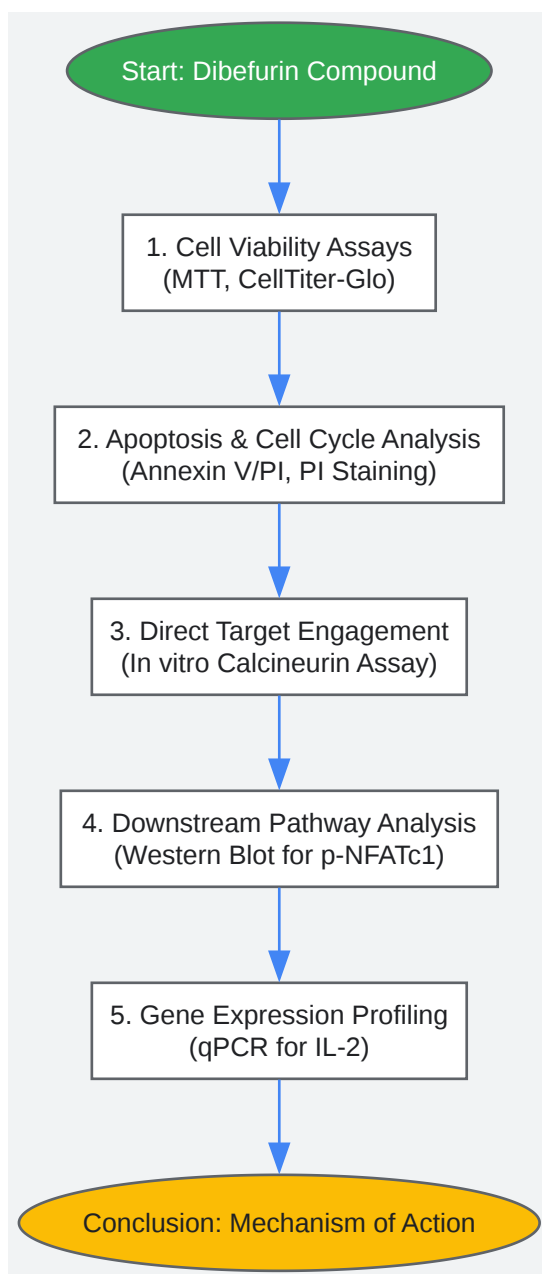 Start: Dibefurin Compound
1. Cell Viability Assays
(MTT, CellTiter-Glo)
2. Apoptosis & Cell Cycle Analysis
(Annexin V/PI, PI Staining)
3. Direct Target Engagement
(In vitro Calcineurin Assay)
4. Downstream Pathway Analysis
(Western Blot for p-NFATc1)
5. Gene Expression Profiling
(qPCR for IL-2)
Conclusion: Mechanism of Action